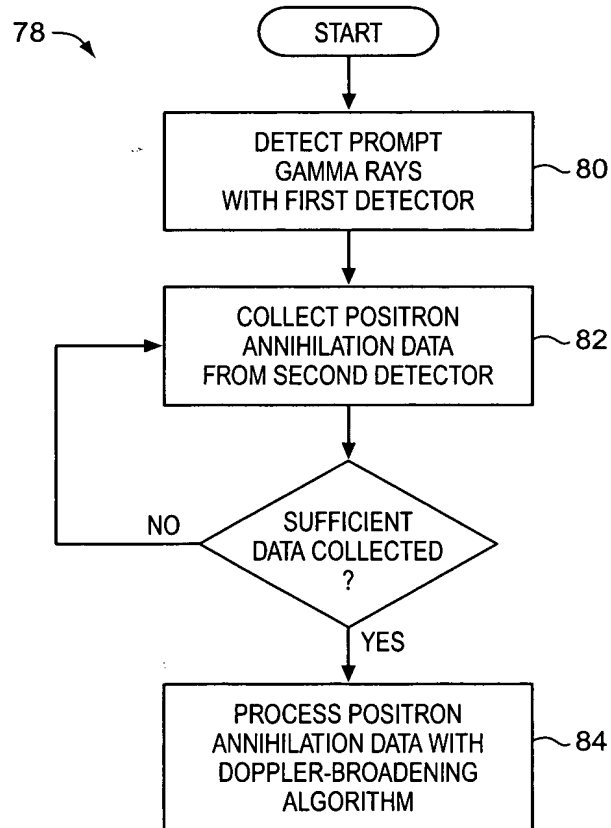 78
START
DETECT PROMPT
GAMMA RAYS
WITH FIRST DETECTOR
80
COLLECT POSITRON
ANNIHILATION DATA
FROM SECOND DETECTOR
82
NO
SUFFICIENT
DATA COLLECTED
?
YES
PROCESS POSITRON
ANNIHILATION DATA WITH
DOPPLER-BROADENING
ALGORITHM
84